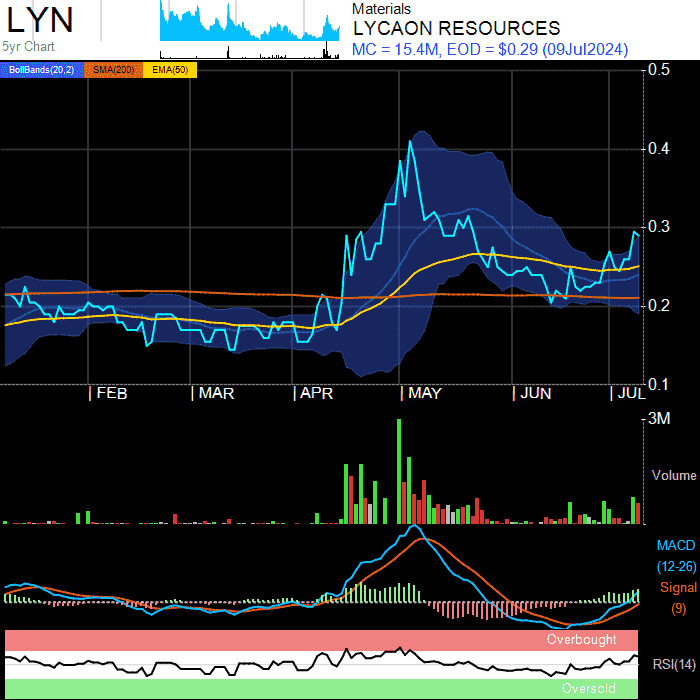 LYN
5yr Chart
Materials
LYCAON RESOURCES
MC = 15.4M, EOD = $0.29 (09Jul2024)
BollBands(20,2) SMA(200) EMA(50)
0.5
0.4
0.3
0.2
0.1
| FEB | MAR | APR | MAY | JUN | JUL
3M
Volume
MACD
(12-26)
Signal
(9)
Overbought
RSI(14)
Oversold